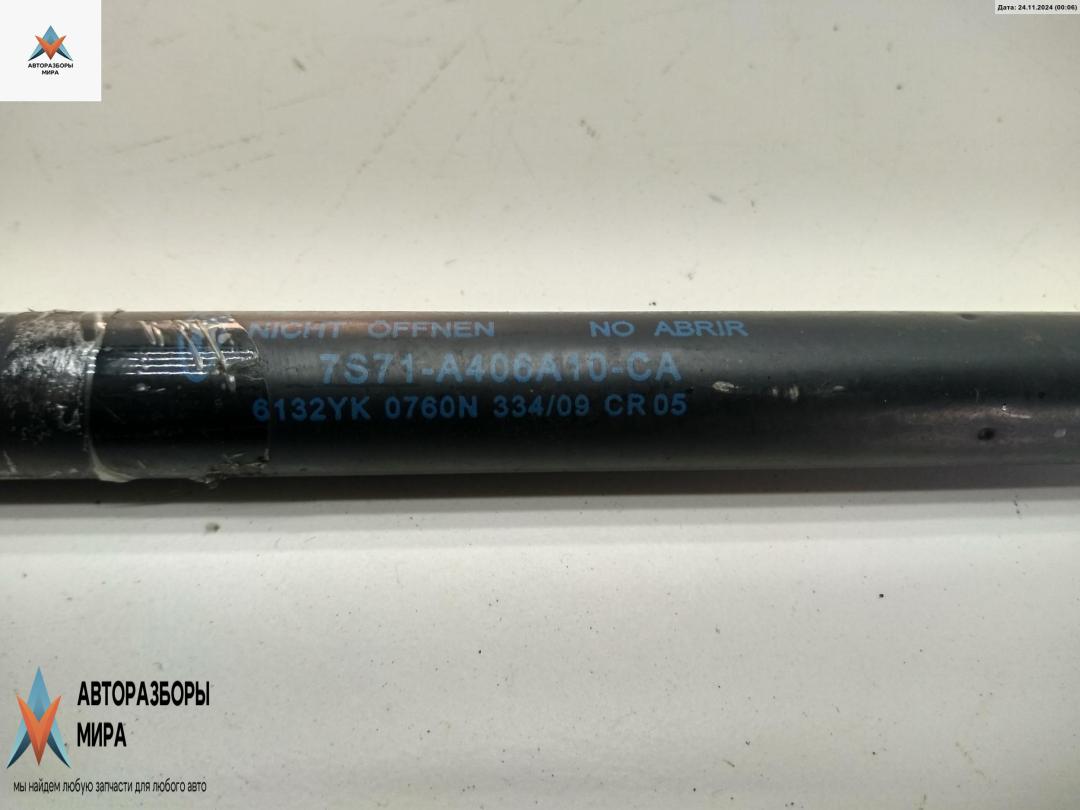 Дата: 24.11.2024 (00:06)
АВТОРАЗБОРЫ
МИРА
NICHT ÖFFNEN NO ABRIR
7S71-A406A10-CA
6132YK 0760N 334/09 CR 05
АВТОРАЗБОРЫ
МИРА
мы найдем любую запчасти для любого авто